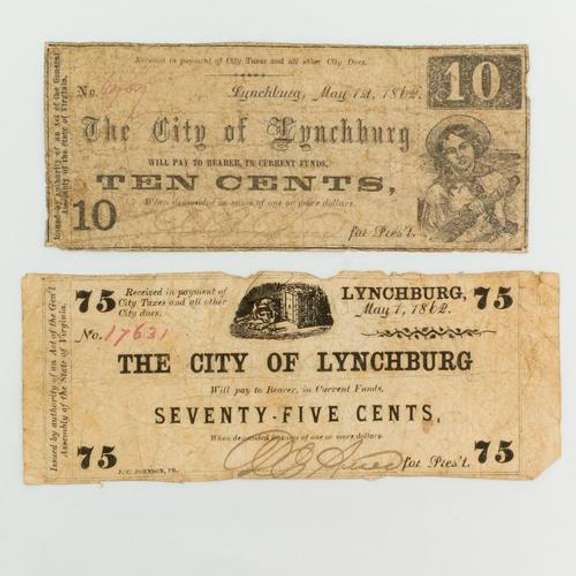 Received in payment of City Taxes and all other City Dues.
No.
Lynchburg, May 1st, 1862.
10
The City of Lynchburg
WILL PAY TO BEARER, IN CURRENT FUNDS,
TEN CENTS,
When demanded in sums of one or more dollars.
10
for Pres't.
Issued by authority of an Act of the General
Assembly of the State of Virginia.
75
Received in payment of
City Taxes and all other
City dues.
LYNCHBURG,
75
May 1, 1862.
No. 17631
THE CITY OF LYNCHBURG
Will pay to Bearer, in Current Funds,
SEVENTY-FIVE CENTS,
When demanded in sums of one or more dollars
75
J. C. JOHNSON, PR.
for Pres't.
75
Issued by authority of an Act of the Gen'l
Assembly of the State of Virginia.